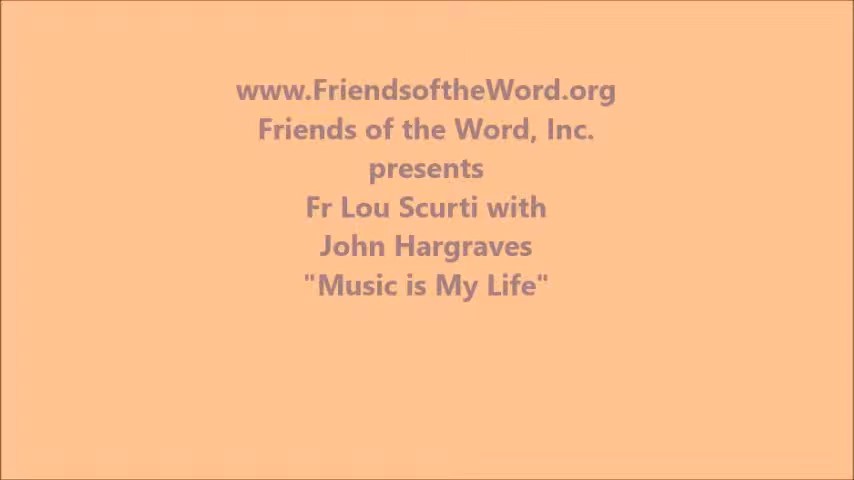 www.FriendsoftheWord.org
Friends of the Word, Inc.
presents
Fr Lou Scurti with
John Hargraves
"Music is My Life"